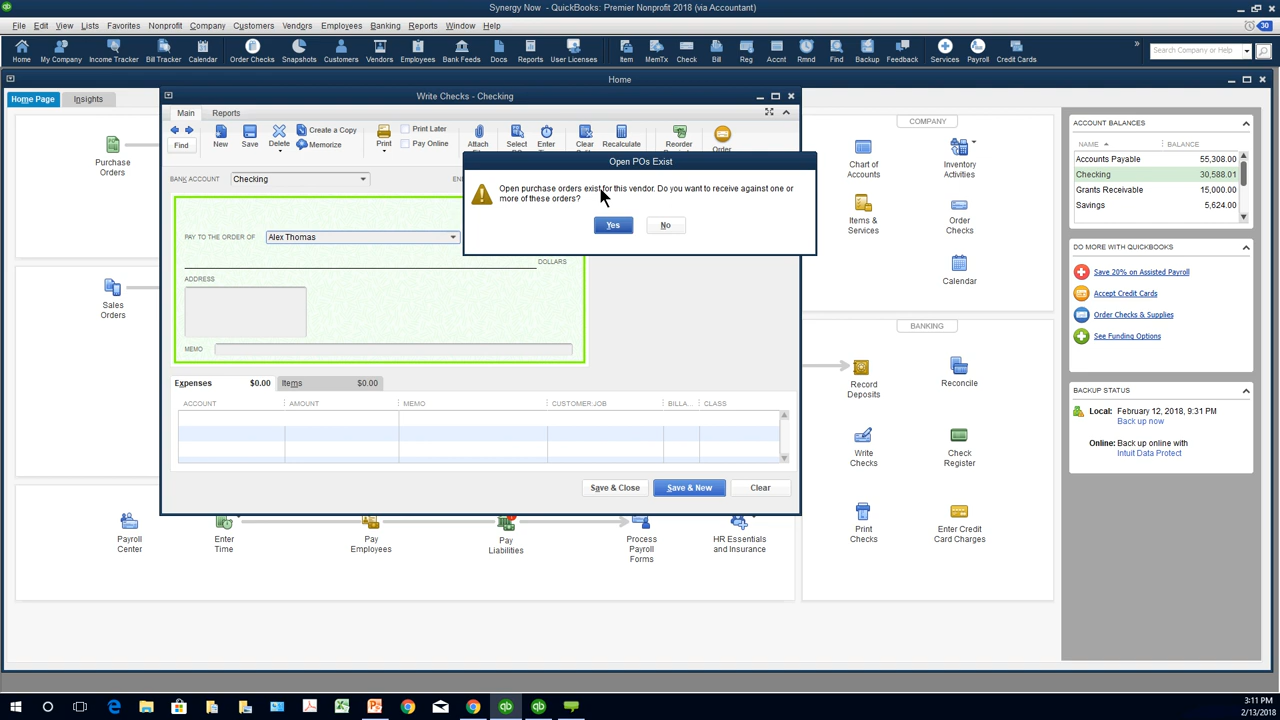 Synergy Now - QuickBooks: Premier Nonprofit 2018 (via Accountant)
File Edit View Lists Favorites Nonprofit Company Customers Vendors Employees Banking Reports Window Help
30
Home My Company Income Tracker Bill Tracker Calendar Order Checks Snapshots Customers Vendors Employees Bank Feeds Docs Reports User Licenses Item MemTx Check Bill Reg Accnt Rmdr Find Backup Feedback Services Payroll Credit Cards
Search Company or Help
Home
Home Page Insights
Purchase
Orders
Sales
Orders
Write Checks - Checking
Main Reports
Find
New
Save
Delete
Create a Copy
Memorize
Print
Print Later
Pay Online
Attach
Select
Enter
Clear
Recalculate
Reorder
Order
BANK ACCOUNT Checking
Open POs Exist
Open purchase orders exist for this vendor. Do you want to receive against one or
more of these orders?
Yes No
PAY TO THE ORDER OF Alex Thomas
DOLLARS
ADDRESS
MEMO
Expenses $0.00 Items $0.00
ACCOUNT AMOUNT MEMO CUSTOMER:JOB BILLA... CLASS
Save & Close Save & New Clear
Payroll
Center
Enter
Time
Pay
Employees
Pay
Liabilities
Process
Payroll
Forms
HR Essentials
and Insurance
COMPANY
Chart of
Accounts
Inventory
Activities
Items &
Services
Order
Checks
Calendar
BANKING
Record
Deposits
Reconcile
Write
Checks
Check
Register
Print
Checks
Enter Credit
Card Charges
ACCOUNT BALANCES
NAME BALANCE
Accounts Payable 55,308.00
Checking 30,588.01
Grants Receivable 15,000.00
Savings 5,624.00
DO MORE WITH QUICKBOOKS
Save 20% on Assisted Payroll
Accept Credit Cards
Order Checks & Supplies
See Funding Options
BACKUP STATUS
Local: February 12, 2018, 9:31 PM
Back up now
Online: Back up online with
Intuit Data Protect
3:11 PM
2/13/2018